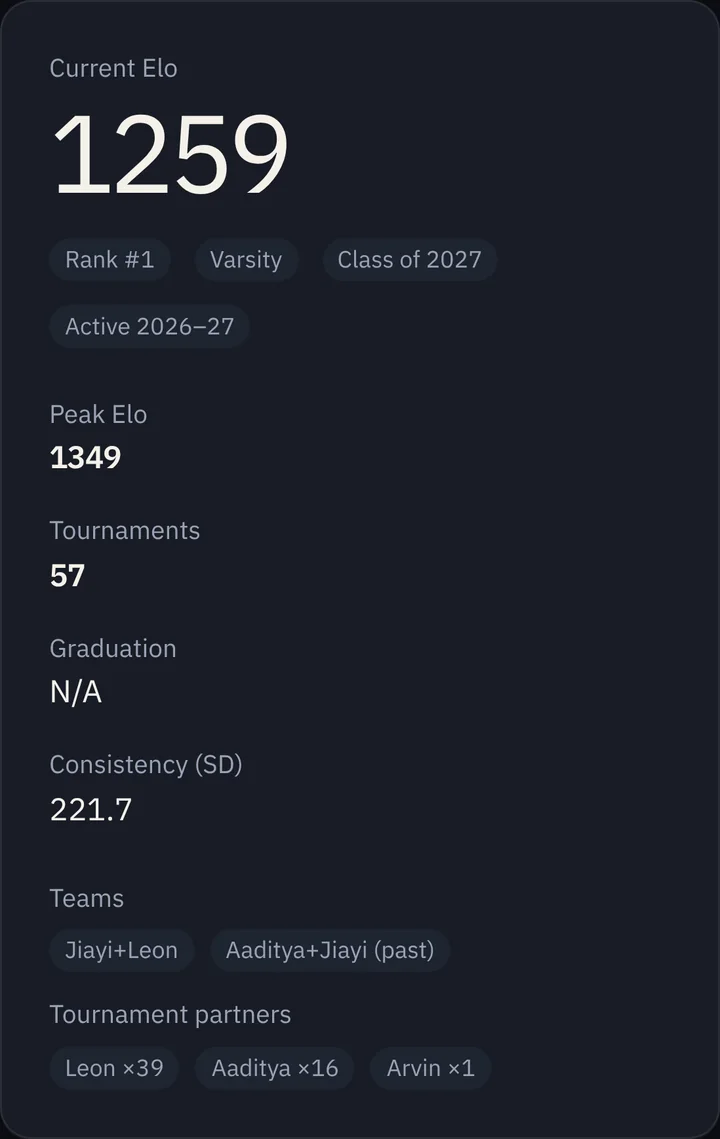 Current Elo
1259
Rank #1 Varsity Class of 2027
Active 2026–27
Peak Elo
1349
Tournaments
57
Graduation
N/A
Consistency (SD)
221.7
Teams
Jiayi+Leon Aaditya+Jiayi (past)
Tournament partners
Leon ×39 Aaditya ×16 Arvin ×1